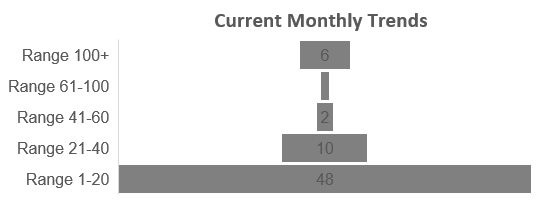 Current Monthly Trends
Range 100+ 6
Range 61-100
Range 41-60 2
Range 21-40 10
Range 1-20 48